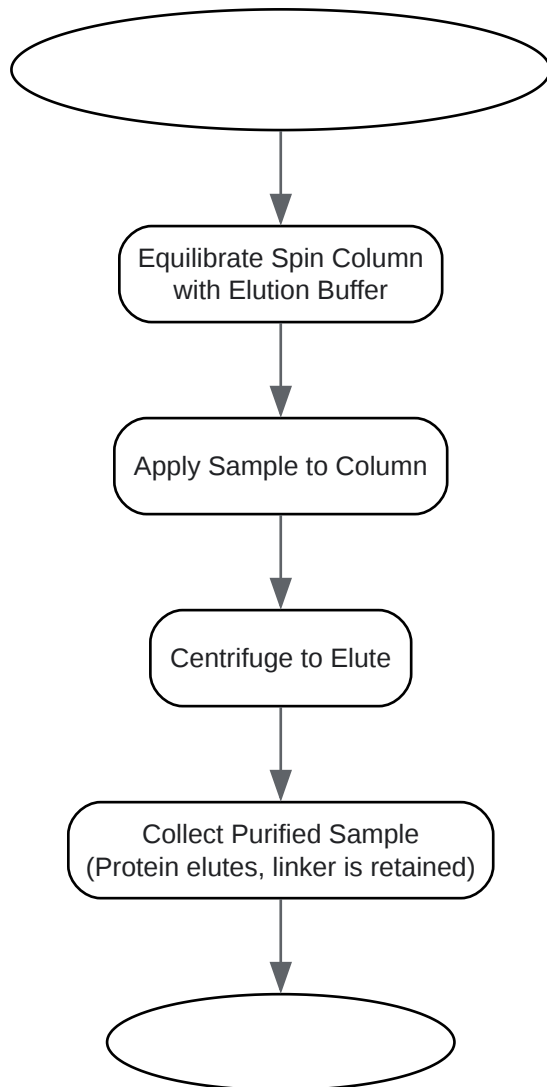 Equilibrate Spin Column
with Elution Buffer
Apply Sample to Column
Centrifuge to Elute
Collect Purified Sample
(Protein elutes, linker is retained)